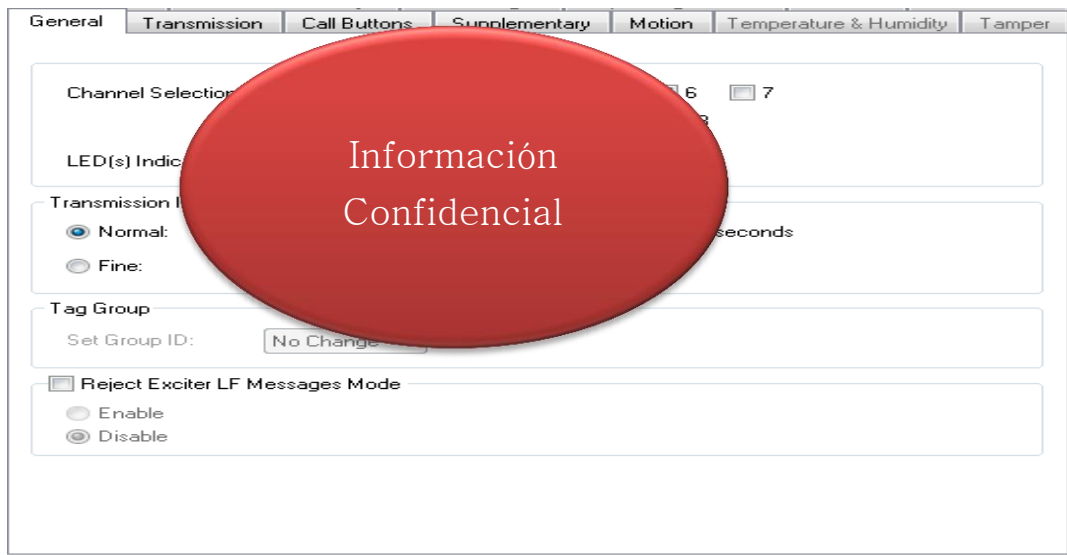 General Transmission Call Buttons Supplementary Motion Temperature & Humidity Tamper
Channel Selection 6 7
LED(s)
Información
Confidencial
Transmission
Normal: seconds
Fine:
Tag Group
Set Group ID: No Change
Reject Exciter LF Messages Mode
Enable
Disable